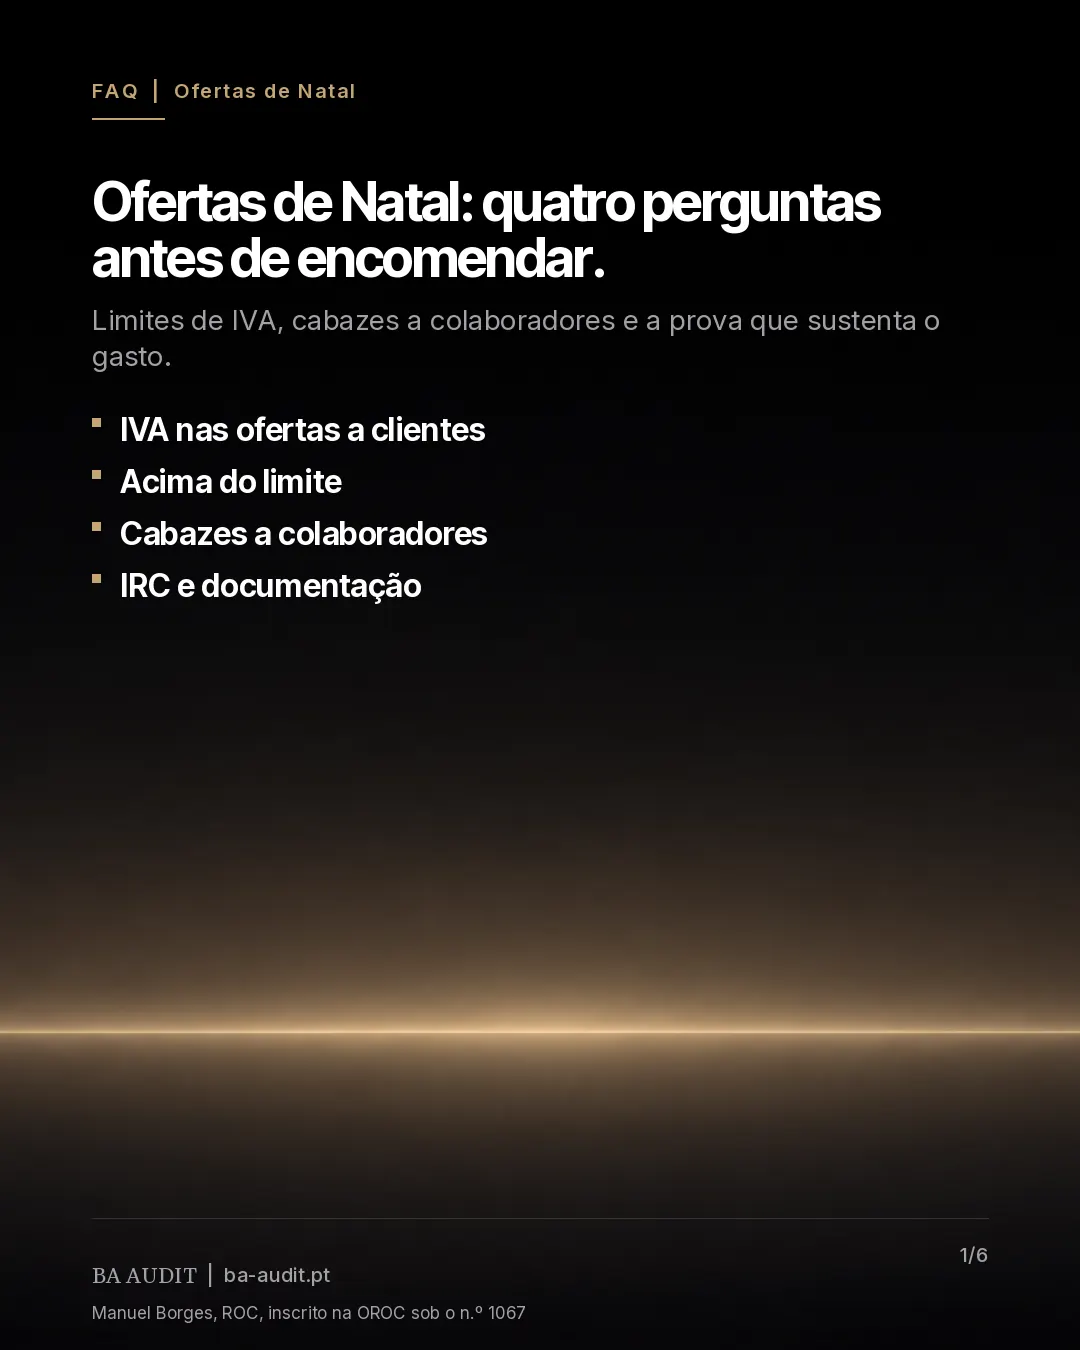 FAQ | Ofertas de Natal
Ofertas de Natal: quatro perguntas
antes de encomendar.
Limites de IVA, cabazes a colaboradores e a prova que sustenta o
gasto.
IVA nas ofertas a clientes
Acima do limite
Cabazes a colaboradores
IRC e documentação
1/6
BA AUDIT | ba-audit.pt
Manuel Borges, ROC, inscrito na OROC sob o n.º 1067